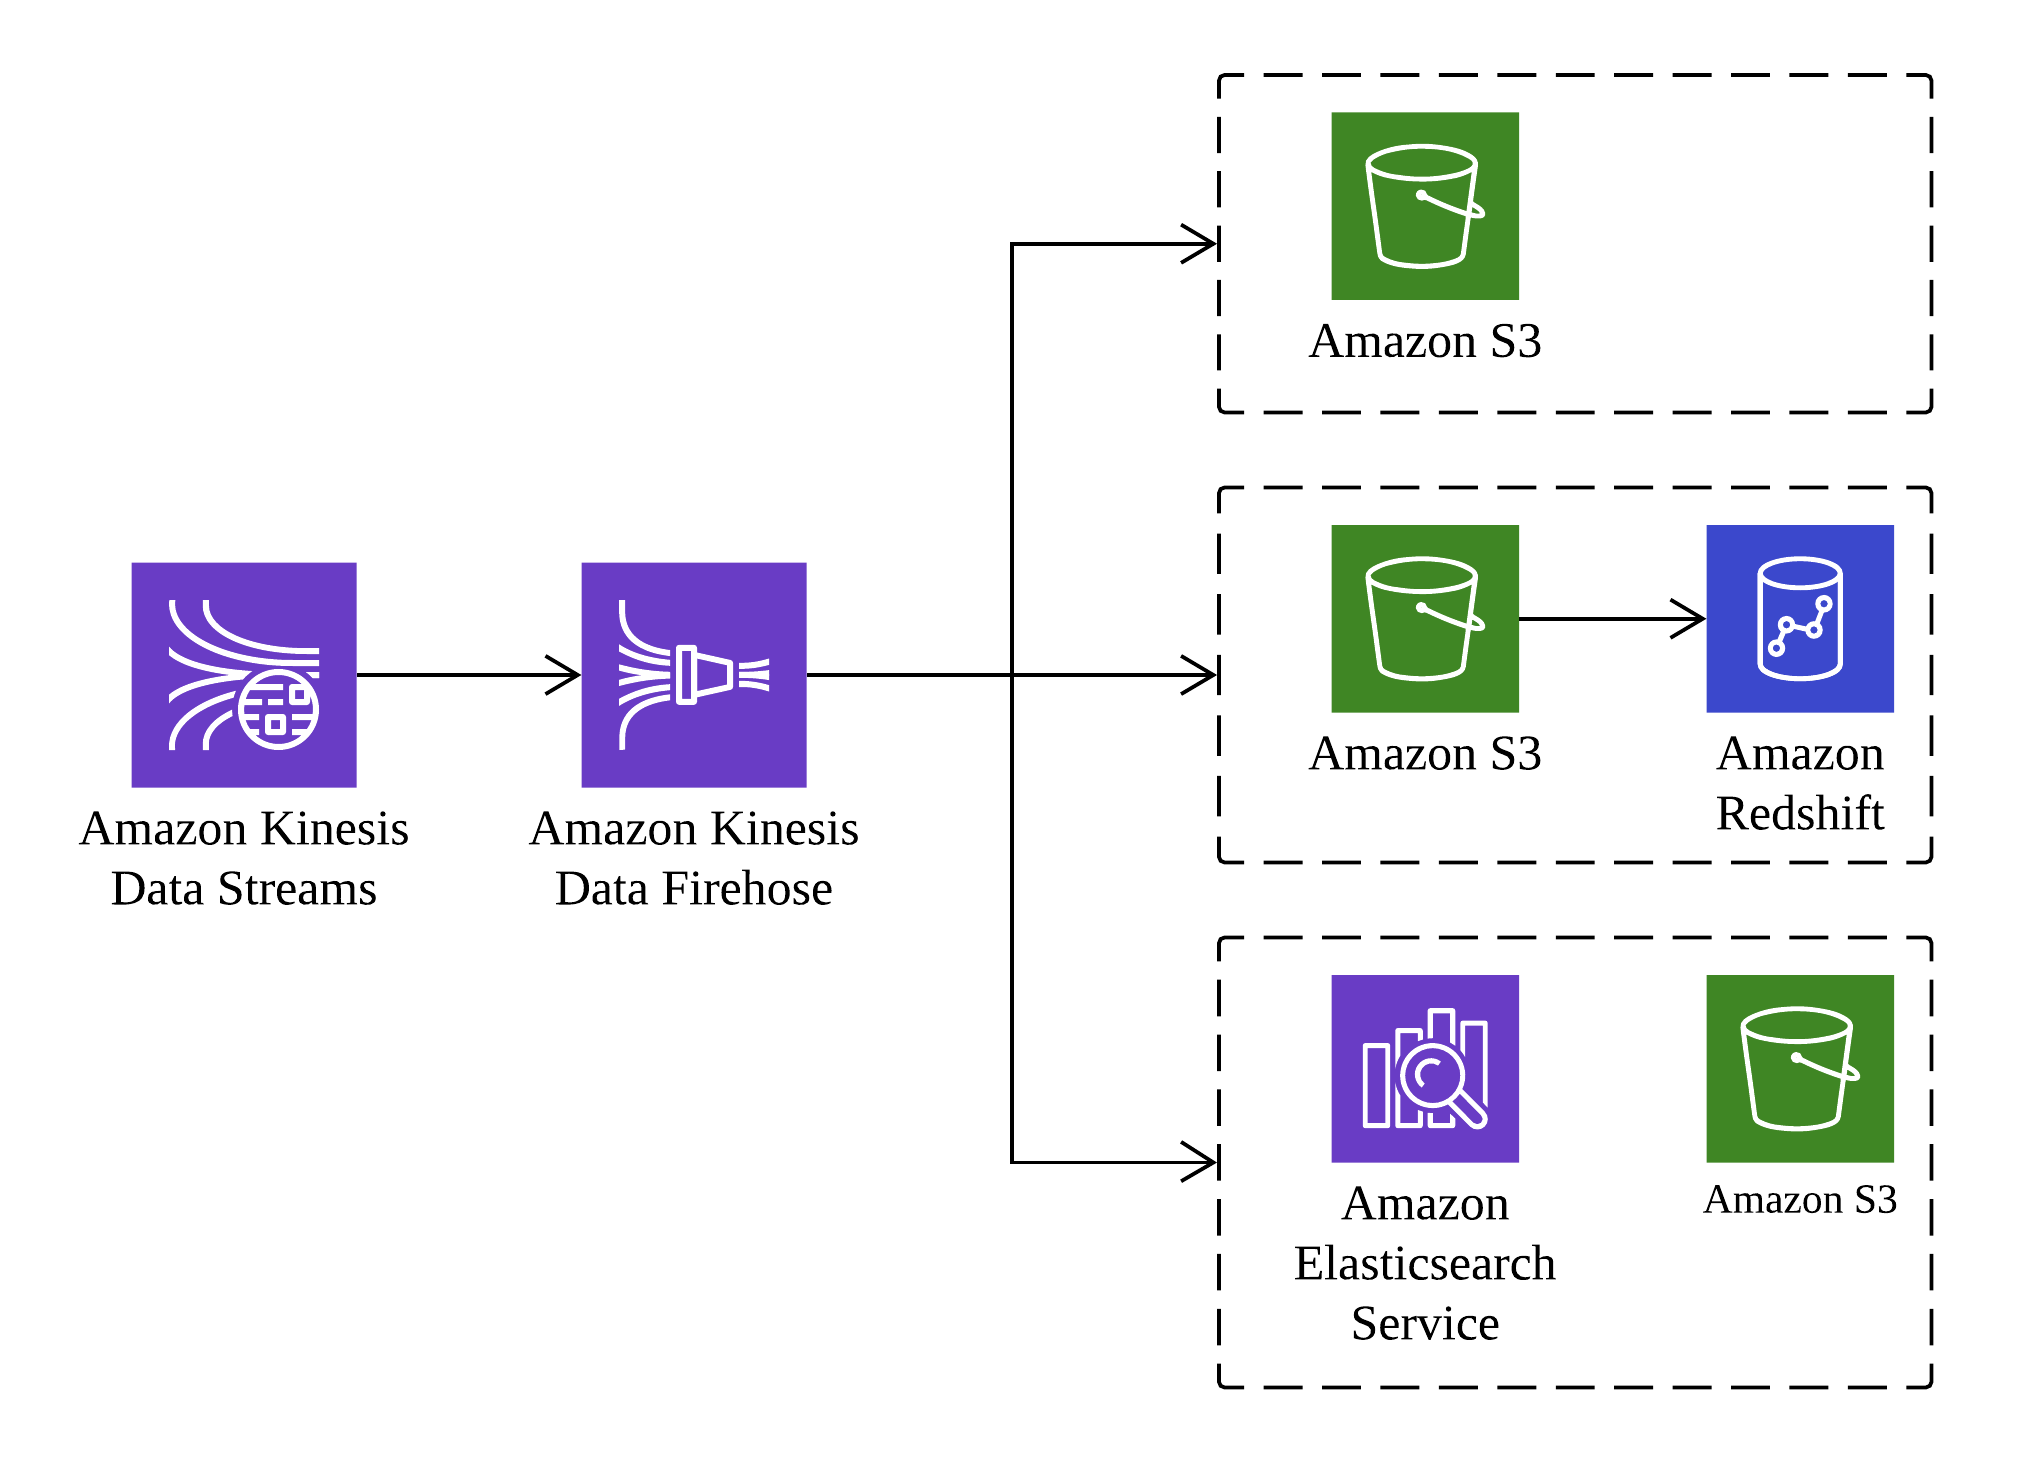 Amazon S3
Amazon S3
Amazon
Redshift
Amazon Kinesis
Data Streams
Amazon Kinesis
Data Firehose
Amazon
Elasticsearch
Service
Amazon S3